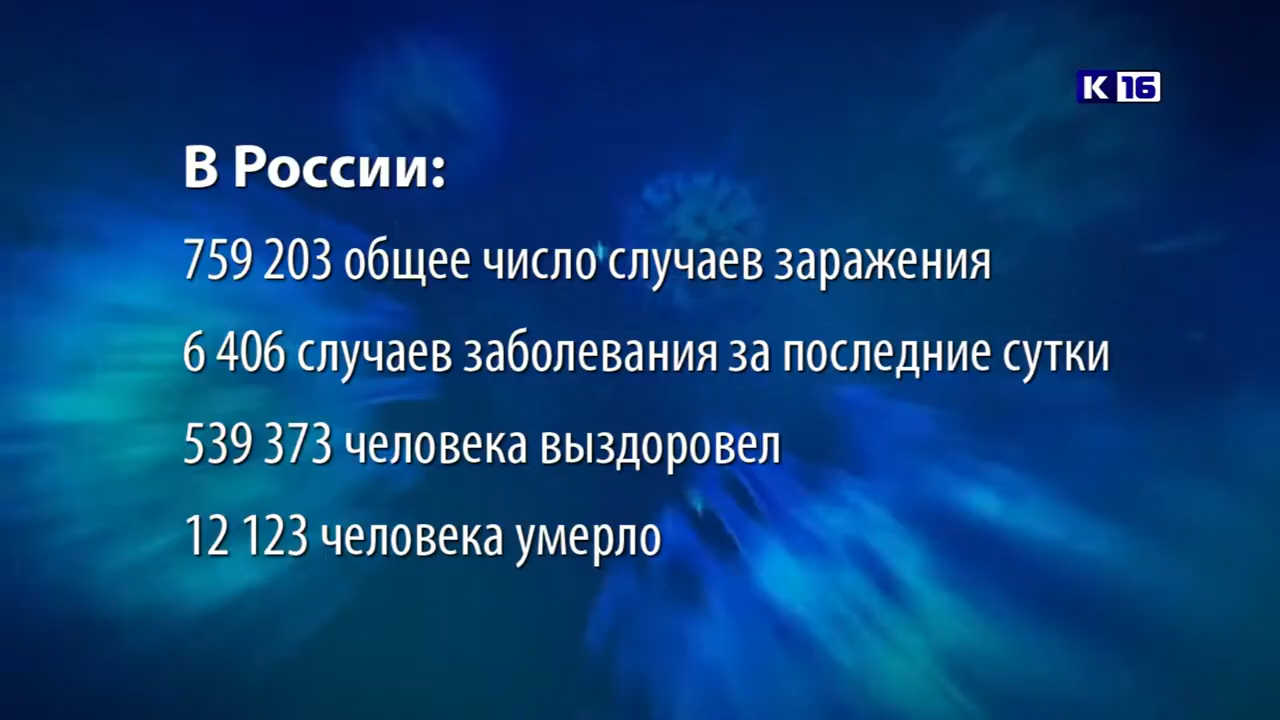 К 16
В России:
759 203 общее число случаев заражения
6 406 случаев заболевания за последние сутки
539 373 человека выздоровел
12 123 человека умерло